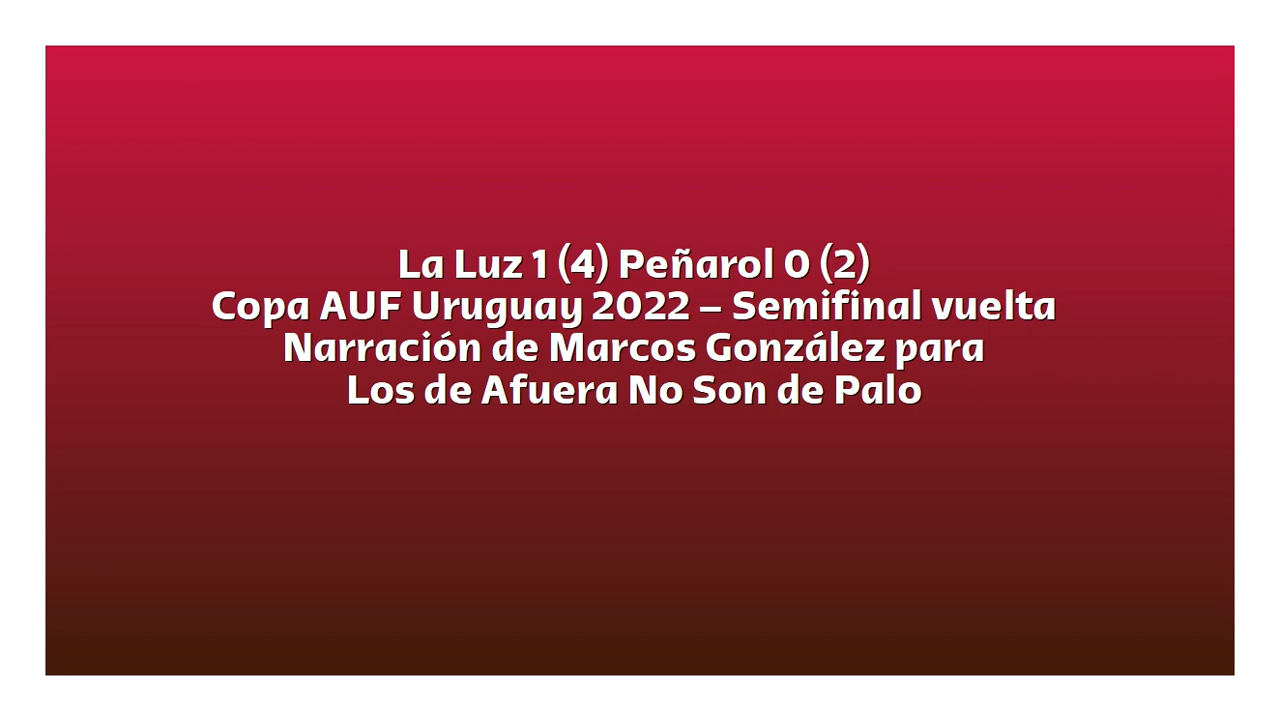 La Luz 1 (4) Peñarol 0 (2)
Copa AUF Uruguay 2022 – Semifinal vuelta
Narración de Marcos González para
Los de Afuera No Son de Palo